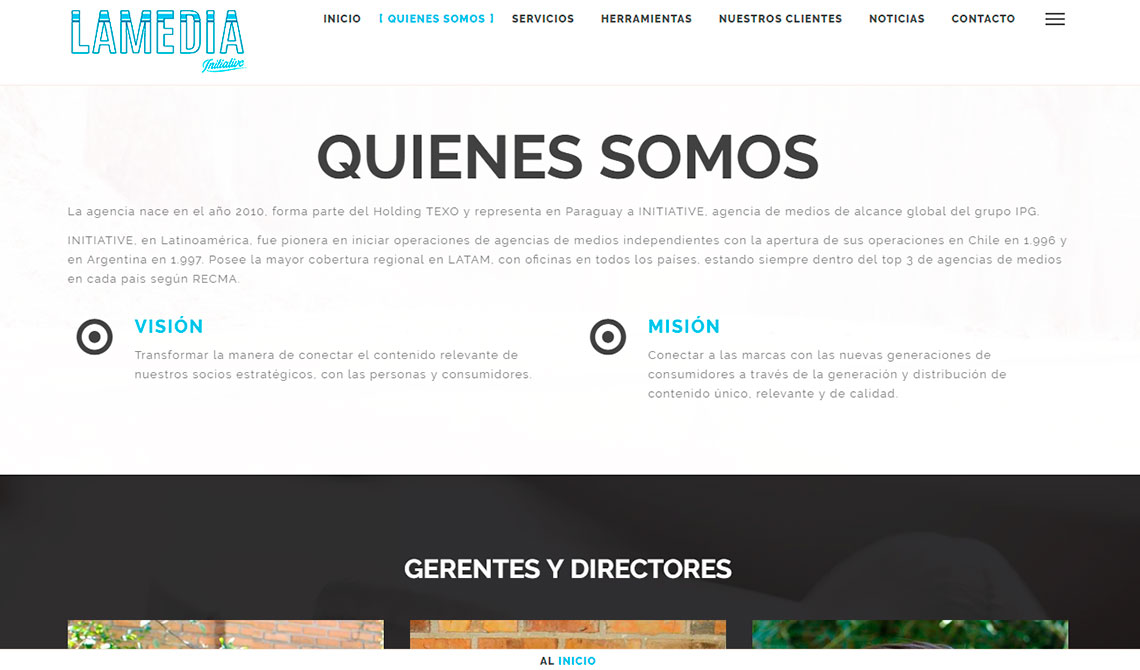 LAMEDIA
Initiative
INICIO [ QUIENES SOMOS ] SERVICIOS HERRAMIENTAS NUESTROS CLIENTES NOTICIAS CONTACTO
QUIENES SOMOS
La agencia nace en el año 2010, forma parte del Holding TEXO y representa en Paraguay a INITIATIVE, agencia de medios de alcance global del grupo IPG.
INITIATIVE, en Latinoamérica, fue pionera en iniciar operaciones de agencias de medios independientes con la apertura de sus operaciones en Chile en 1.996 y
en Argentina en 1.997. Posee la mayor cobertura regional en LATAM, con oficinas en todos los países, estando siempre dentro del top 3 de agencias de medios
en cada país según RECMA.
VISIÓN
Transformar la manera de conectar el contenido relevante de
nuestros socios estratégicos, con las personas y consumidores.
MISIÓN
Conectar a las marcas con las nuevas generaciones de
consumidores a través de la generación y distribución de
contenido único, relevante y de calidad.
GERENTES Y DIRECTORES
AL INICIO